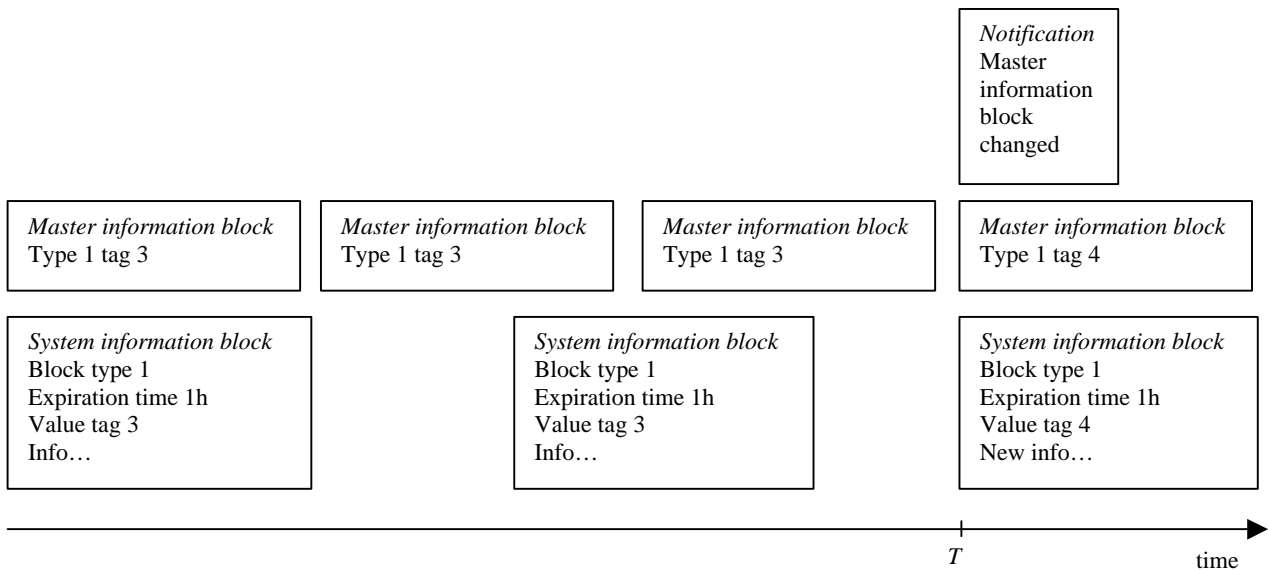 Notification
Master
information
block
changed
Master information block
Type 1 tag 3
Master information block
Type 1 tag 3
Master information block
Type 1 tag 3
Master information block
Type 1 tag 4
System information block
Block type 1
Expiration time 1h
Value tag 3
Info…
System information block
Block type 1
Expiration time 1h
Value tag 3
Info…
System information block
Block type 1
Expiration time 1h
Value tag 4
New info…
T
time